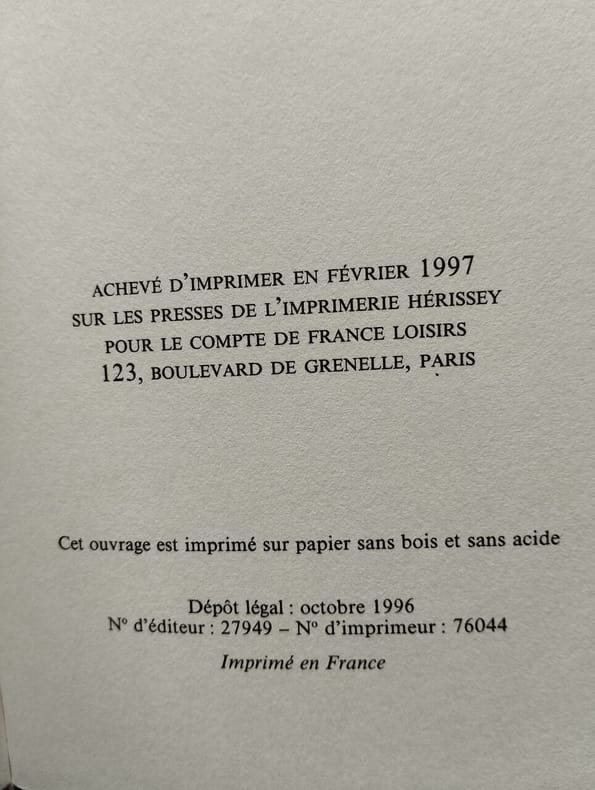 ACHEVÉ D'IMPRIMER EN FÉVRIER 1997
SUR LES PRESSES DE L'IMPRIMERIE HÉRISSEY
POUR LE COMPTE DE FRANCE LOISIRS
123, BOULEVARD DE GRENELLE, PARIS
Cet ouvrage est imprimé sur papier sans bois et sans acide
Dépôt légal : octobre 1996
Nº d'éditeur : 27949 – Nº d'imprimeur : 76044
Imprimé en France